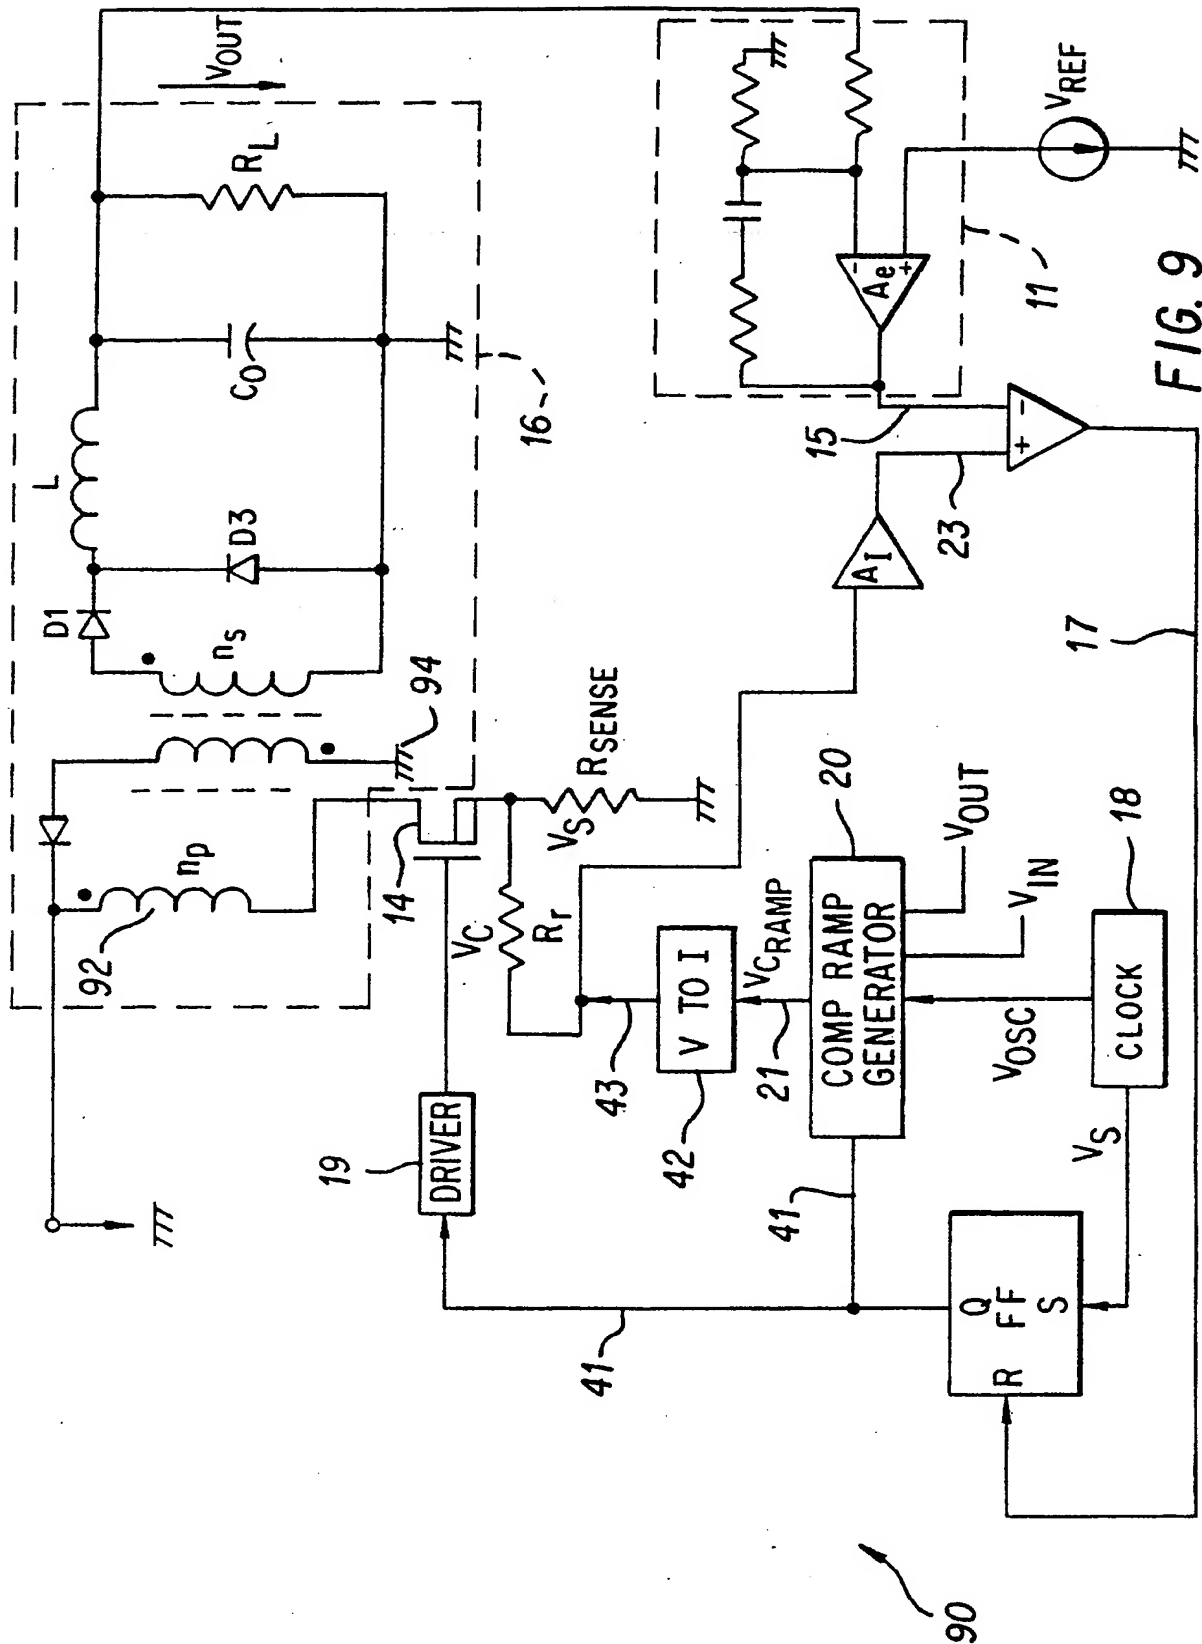 VOUT
L
RL
CO
D3
D1
ns
16
94
np
92
14
VC
Rr
VS
RSENSE
19
DRIVER
41
43
V TO I
42
21
VCRAMP
COMP RAMP
GENERATOR
20
41
VOUT
VIN
VOSC
18
CLOCK
VS
Q
FF
R
S
AI
23
15
- Ae +
11
VREF
+ -
17
90
FIG. 9